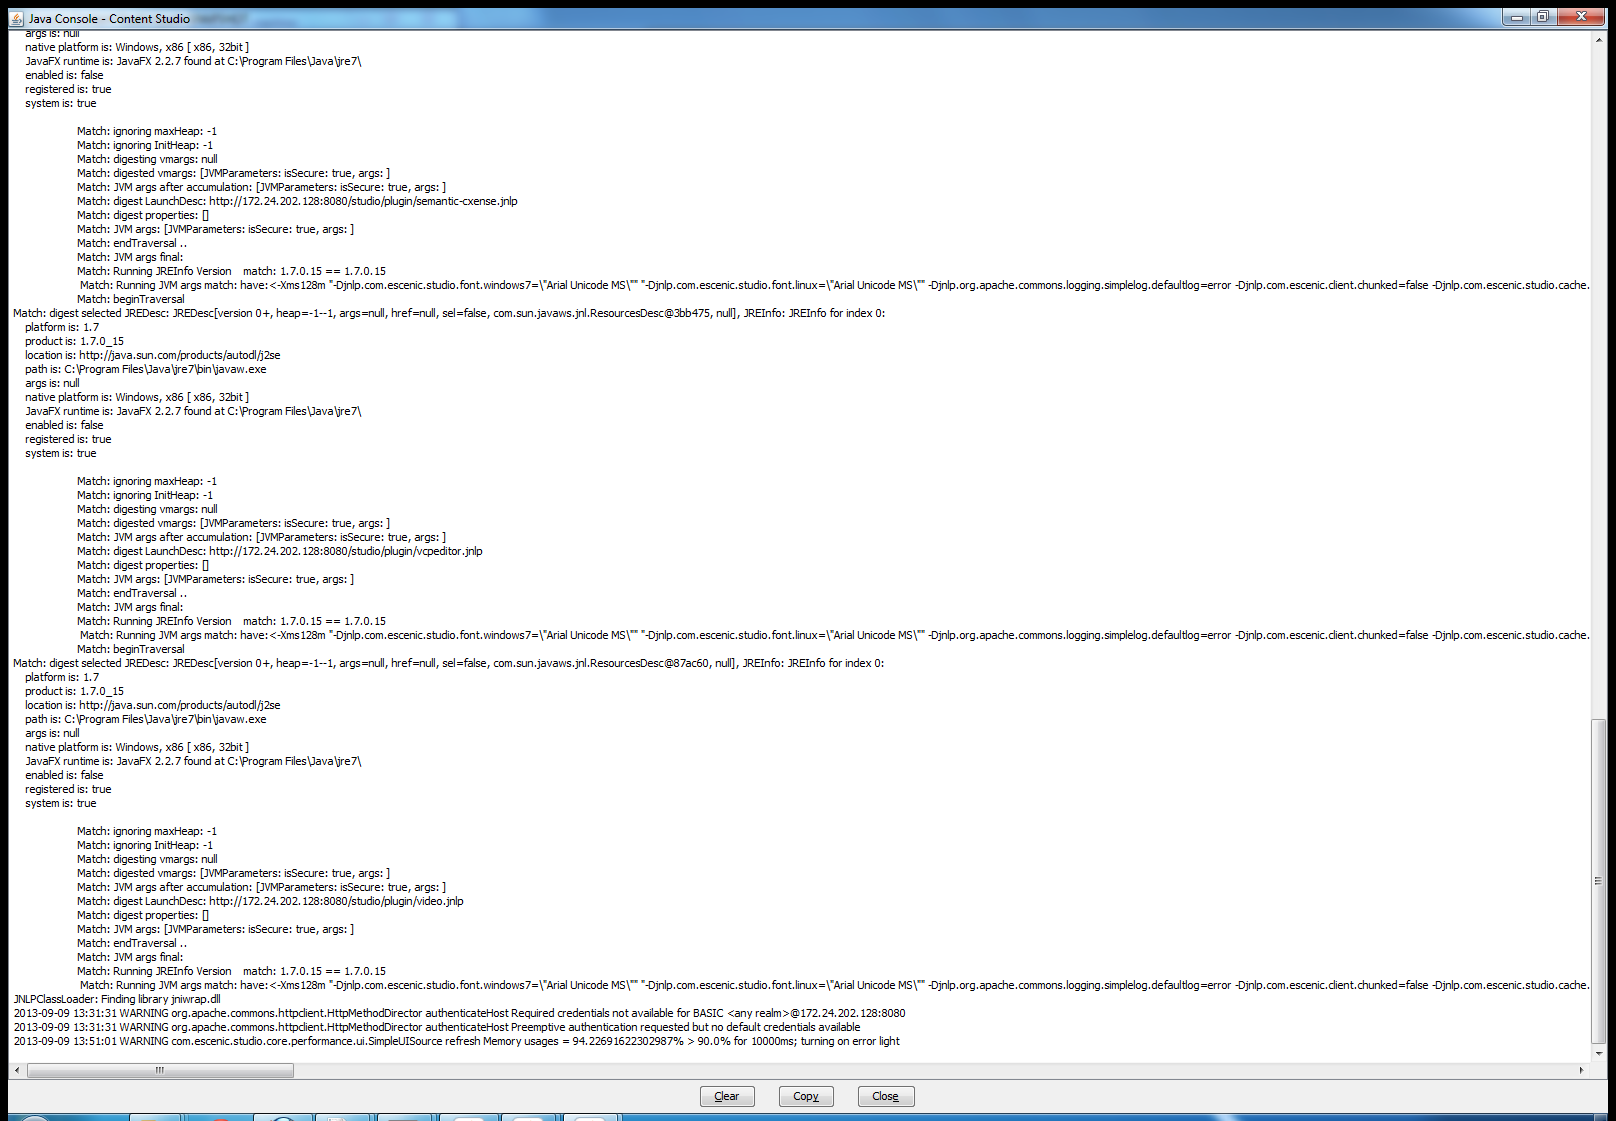 Java Console - Content Studio
args is: null
native platform is: Windows, x86 [ x86, 32bit ]
JavaFX runtime is: JavaFX 2.2.7 found at C:\Program Files\Java\jre7\
enabled is: false
registered is: true
system is: true
Match: ignoring maxHeap: -1
Match: ignoring InitHeap: -1
Match: digesting vmargs: null
Match: digested vmargs: [JVMParameters: isSecure: true, args: ]
Match: JVM args after accumulation: [JVMParameters: isSecure: true, args: ]
Match: digest LaunchDesc: http://172.24.202.128:8080/studio/plugin/semantic-cxense.jnlp
Match: digest properties: []
Match: JVM args: [JVMParameters: isSecure: true, args: ]
Match: endTraversal ..
Match: JVM args final:
Match: Running JREInfo Version    match: 1.7.0.15 == 1.7.0.15
Match: Running JVM args match: have:<-Xms128m "-Djnlp.com.escenic.studio.font.windows7=\"Arial Unicode MS\"" "-Djnlp.com.escenic.studio.font.linux=\"Arial Unicode MS\"" -Djnlp.org.apache.commons.logging.simplelog.defaultlog=error -Djnlp.com.escenic.client.chunked=false -Djnlp.com.escenic.studio.cache.
Match: beginTraversal
Match: digest selected JREDesc: JREDesc[version 0+, heap=-1--1, args=null, href=null, sel=false, com.sun.javaws.jnl.ResourcesDesc@3bb475, null], JREInfo: JREInfo for index 0:
platform is: 1.7
product is: 1.7.0_15
location is: http://java.sun.com/products/autodl/j2se
path is: C:\Program Files\Java\jre7\bin\javaw.exe
args is: null
native platform is: Windows, x86 [ x86, 32bit ]
JavaFX runtime is: JavaFX 2.2.7 found at C:\Program Files\Java\jre7\
enabled is: false
registered is: true
system is: true
Match: ignoring maxHeap: -1
Match: ignoring InitHeap: -1
Match: digesting vmargs: null
Match: digested vmargs: [JVMParameters: isSecure: true, args: ]
Match: JVM args after accumulation: [JVMParameters: isSecure: true, args: ]
Match: digest LaunchDesc: http://172.24.202.128:8080/studio/plugin/vcpeditor.jnlp
Match: digest properties: []
Match: JVM args: [JVMParameters: isSecure: true, args: ]
Match: endTraversal ..
Match: JVM args final:
Match: Running JREInfo Version    match: 1.7.0.15 == 1.7.0.15
Match: Running JVM args match: have:<-Xms128m "-Djnlp.com.escenic.studio.font.windows7=\"Arial Unicode MS\"" "-Djnlp.com.escenic.studio.font.linux=\"Arial Unicode MS\"" -Djnlp.org.apache.commons.logging.simplelog.defaultlog=error -Djnlp.com.escenic.client.chunked=false -Djnlp.com.escenic.studio.cache.
Match: beginTraversal
Match: digest selected JREDesc: JREDesc[version 0+, heap=-1--1, args=null, href=null, sel=false, com.sun.javaws.jnl.ResourcesDesc@87ac60, null], JREInfo: JREInfo for index 0:
platform is: 1.7
product is: 1.7.0_15
location is: http://java.sun.com/products/autodl/j2se
path is: C:\Program Files\Java\jre7\bin\javaw.exe
args is: null
native platform is: Windows, x86 [ x86, 32bit ]
JavaFX runtime is: JavaFX 2.2.7 found at C:\Program Files\Java\jre7\
enabled is: false
registered is: true
system is: true
Match: ignoring maxHeap: -1
Match: ignoring InitHeap: -1
Match: digesting vmargs: null
Match: digested vmargs: [JVMParameters: isSecure: true, args: ]
Match: JVM args after accumulation: [JVMParameters: isSecure: true, args: ]
Match: digest LaunchDesc: http://172.24.202.128:8080/studio/plugin/video.jnlp
Match: digest properties: []
Match: JVM args: [JVMParameters: isSecure: true, args: ]
Match: endTraversal ..
Match: JVM args final:
Match: Running JREInfo Version    match: 1.7.0.15 == 1.7.0.15
Match: Running JVM args match: have:<-Xms128m "-Djnlp.com.escenic.studio.font.windows7=\"Arial Unicode MS\"" "-Djnlp.com.escenic.studio.font.linux=\"Arial Unicode MS\"" -Djnlp.org.apache.commons.logging.simplelog.defaultlog=error -Djnlp.com.escenic.client.chunked=false -Djnlp.com.escenic.studio.cache.
JNLPClassLoader: Finding library jniwrap.dll
2013-09-09 13:31:31 WARNING org.apache.commons.httpclient.HttpMethodDirector authenticateHost Required credentials not available for BASIC <any realm>@172.24.202.128:8080
2013-09-09 13:31:31 WARNING org.apache.commons.httpclient.HttpMethodDirector authenticateHost Preemptive authentication requested but no default credentials available
2013-09-09 13:51:01 WARNING com.escenic.studio.core.performance.ui.SimpleUISource refresh Memory usages = 94.22691622302987% > 90.0% for 10000ms; turning on error light
Clear Copy Close